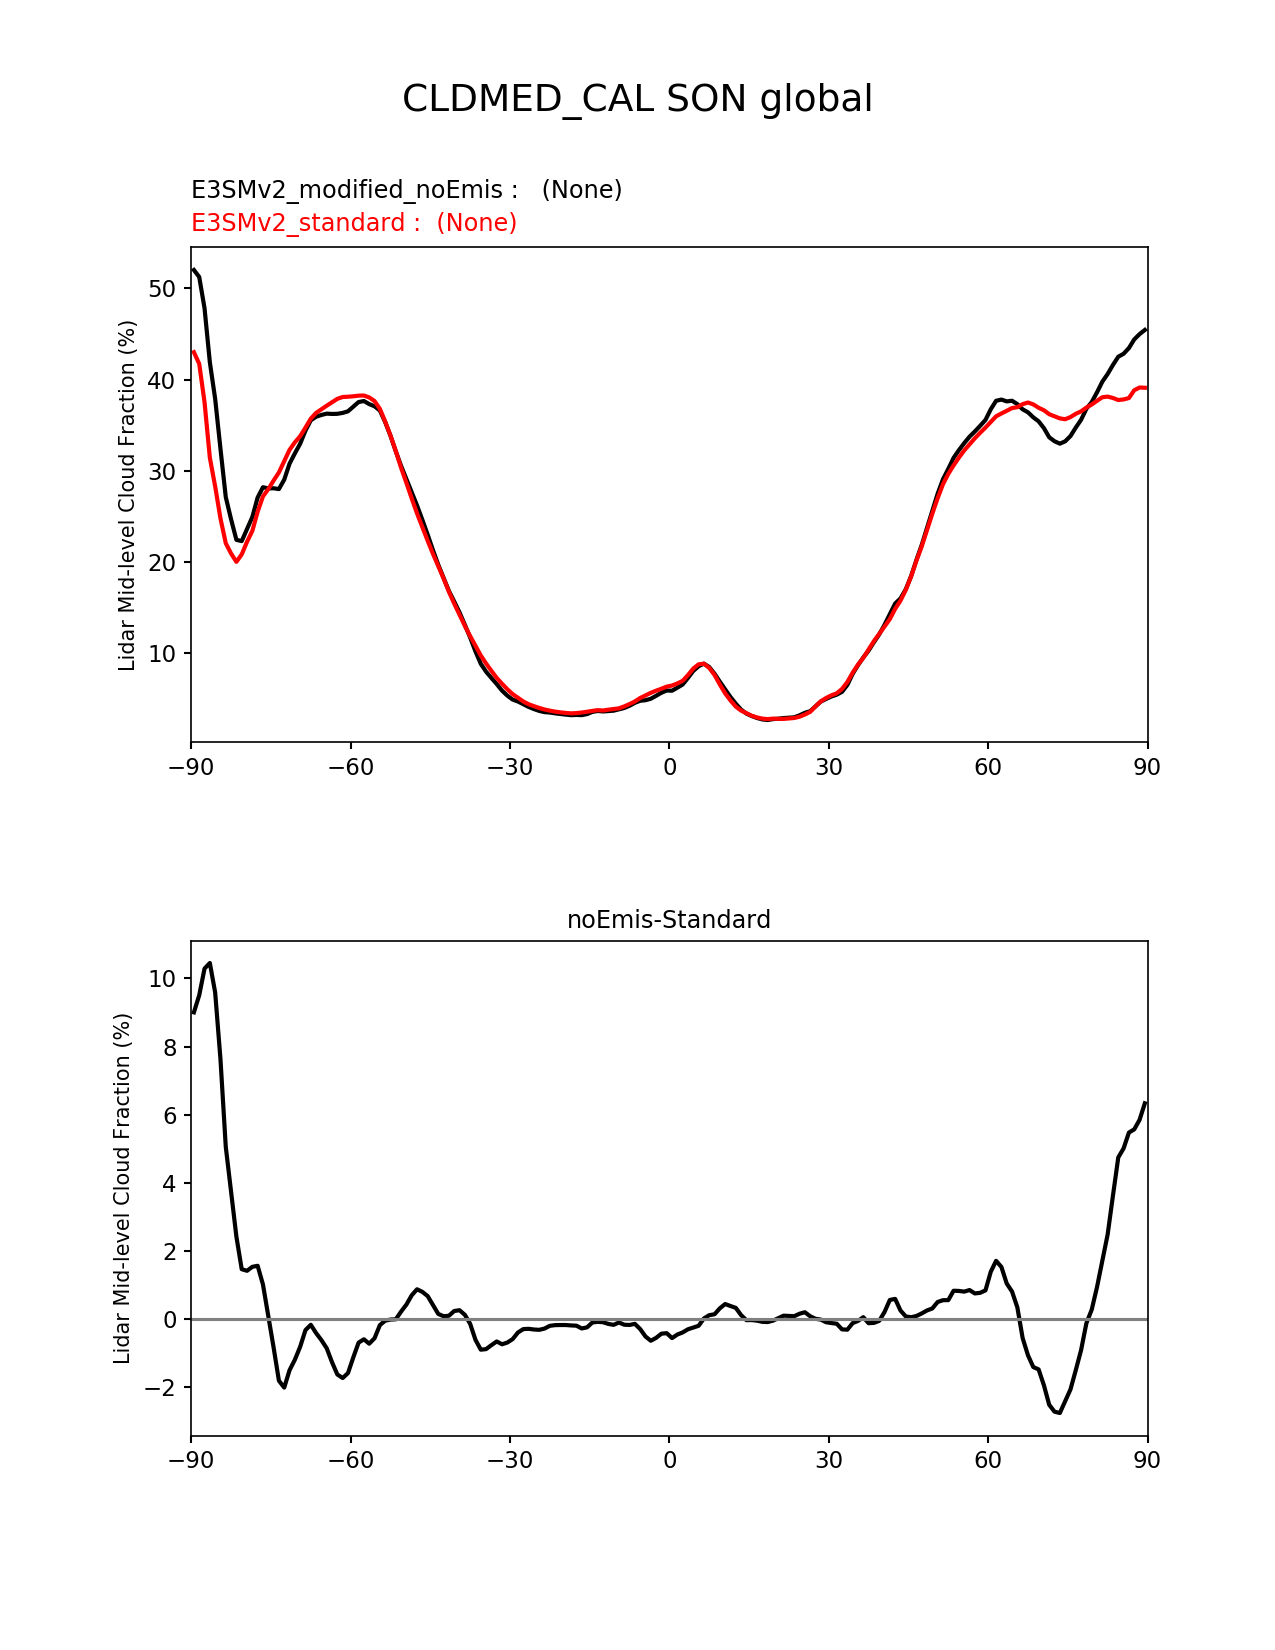 CLDMED_CAL SON global
E3SMv2_modified_noEmis :   (None)
E3SMv2_standard :  (None)
Lidar Mid-level Cloud Fraction (%)
50
40
30
20
10
−90 −60 −30 0 30 60 90
noEmis-Standard
Lidar Mid-level Cloud Fraction (%)
10
8
6
4
2
0
−2
−90 −60 −30 0 30 60 90